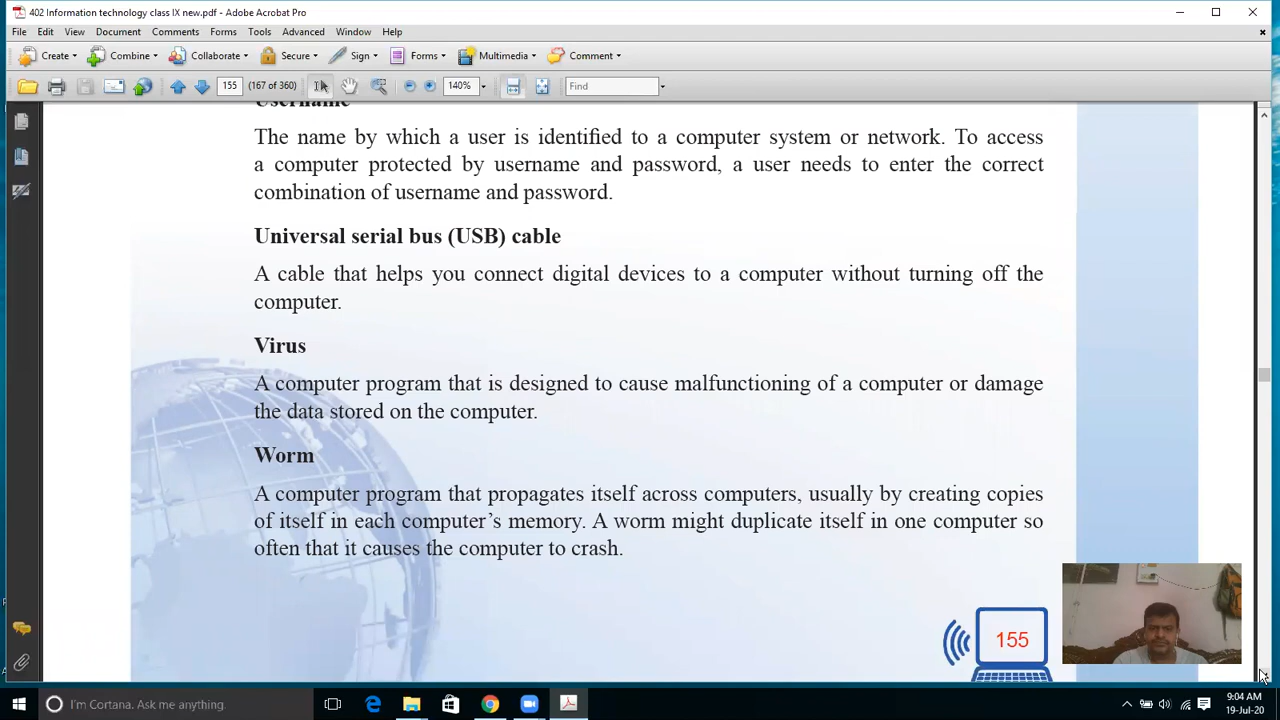 402 Information technology class IX new.pdf - Adobe Acrobat Pro
File Edit View Document Comments Forms Tools Advanced Window Help
Create Combine Collaborate Secure Sign Forms Multimedia Comment
155 (167 of 360) 140% Find
Username
The name by which a user is identified to a computer system or network. To access
a computer protected by username and password, a user needs to enter the correct
combination of username and password.
Universal serial bus (USB) cable
A cable that helps you connect digital devices to a computer without turning off the
computer.
Virus
A computer program that is designed to cause malfunctioning of a computer or damage
the data stored on the computer.
Worm
A computer program that propagates itself across computers, usually by creating copies
of itself in each computer's memory. A worm might duplicate itself in one computer so
often that it causes the computer to crash.
155
I'm Cortana. Ask me anything.
9:04 AM
19-Jul-20